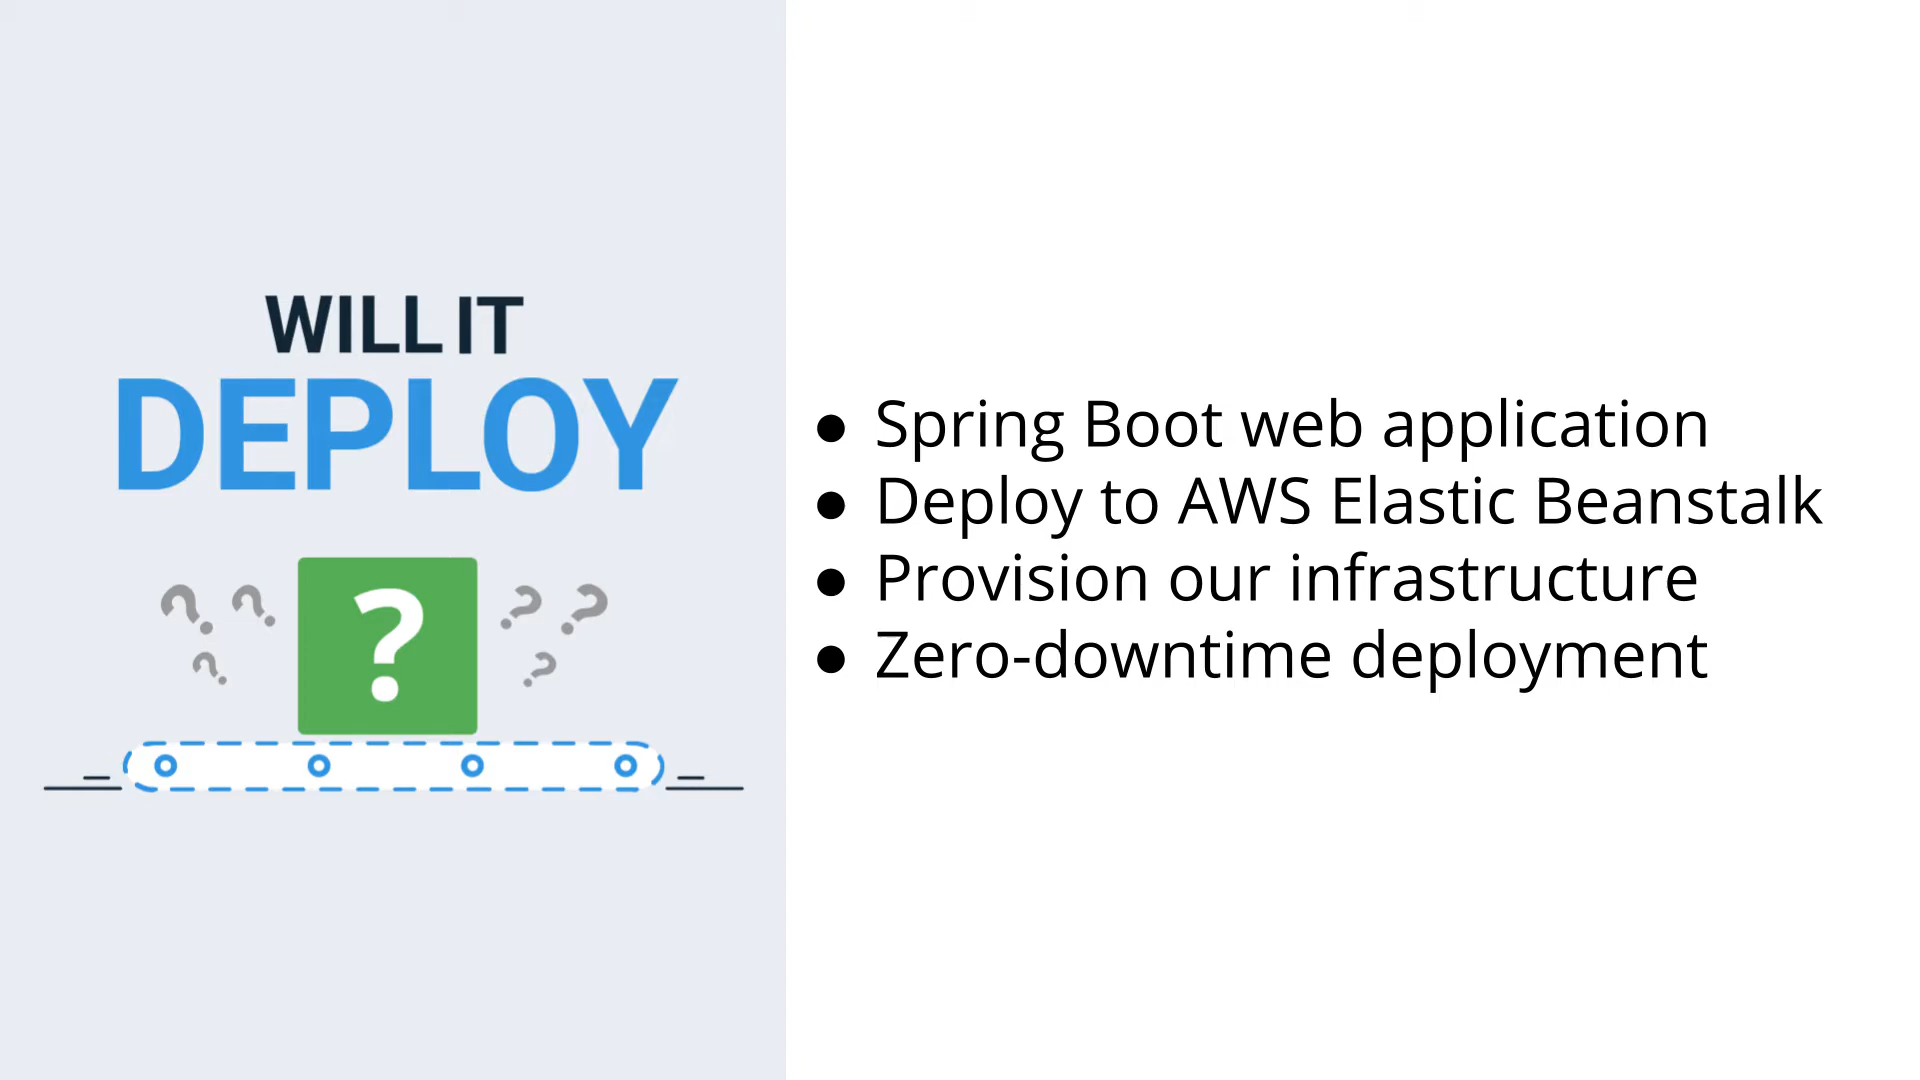 WILL IT
DEPLOY
? ? ? ? ?
? ?
● Spring Boot web application
● Deploy to AWS Elastic Beanstalk
● Provision our infrastructure
● Zero-downtime deployment